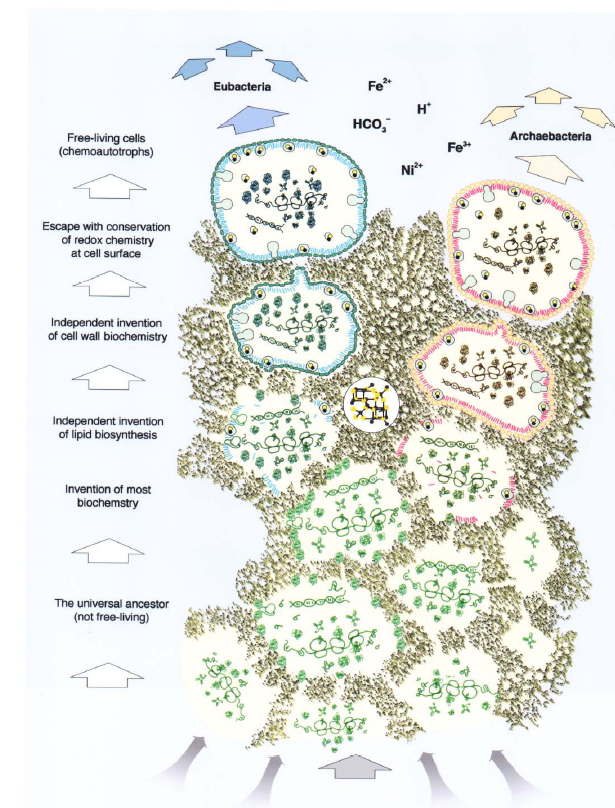 Eubacteria
Fe2+
H+
HCO3−
Fe3+
Ni2+
Archaebacteria
Free-living cells
(chemoautotrophs)
Escape with conservation
of redox chemistry
at cell surface
Independent invention
of cell wall biochemistry
Independent invention
of lipid biosynthesis
Invention of most
biochemstry
The universal ancestor
(not free-living)